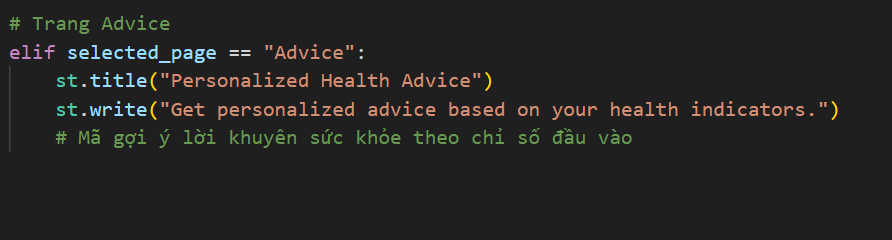 # Trang Advice
elif selected_page == "Advice":
    st.title("Personalized Health Advice")
    st.write("Get personalized advice based on your health indicators.")
    # Mã gợi ý lời khuyên sức khỏe theo chỉ số đầu vào